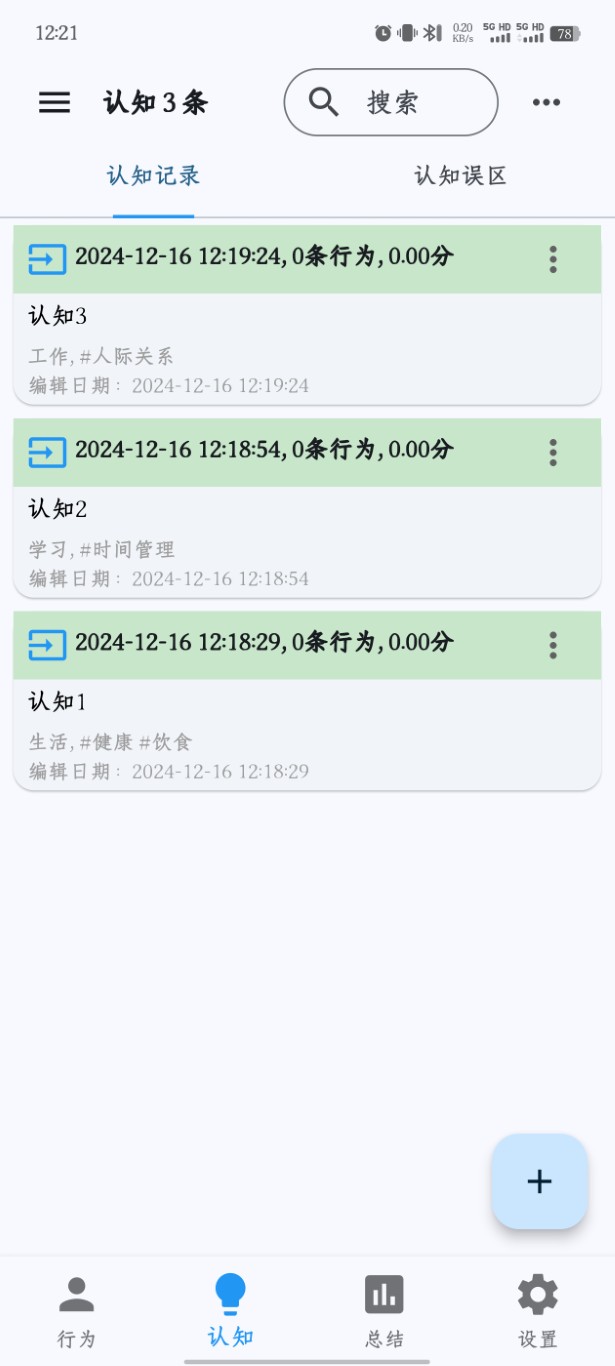 12:21
0.20 KB/s 5G HD 5G HD 78
认知 3 条
搜索
认知记录 认知误区
2024-12-16 12:19:24, 0条行为, 0.00分
认知3
工作, #人际关系
编辑日期： 2024-12-16 12:19:24
2024-12-16 12:18:54, 0条行为, 0.00分
认知2
学习, #时间管理
编辑日期： 2024-12-16 12:18:54
2024-12-16 12:18:29, 0条行为, 0.00分
认知1
生活, #健康 #饮食
编辑日期： 2024-12-16 12:18:29
行为 认知 总结 设置